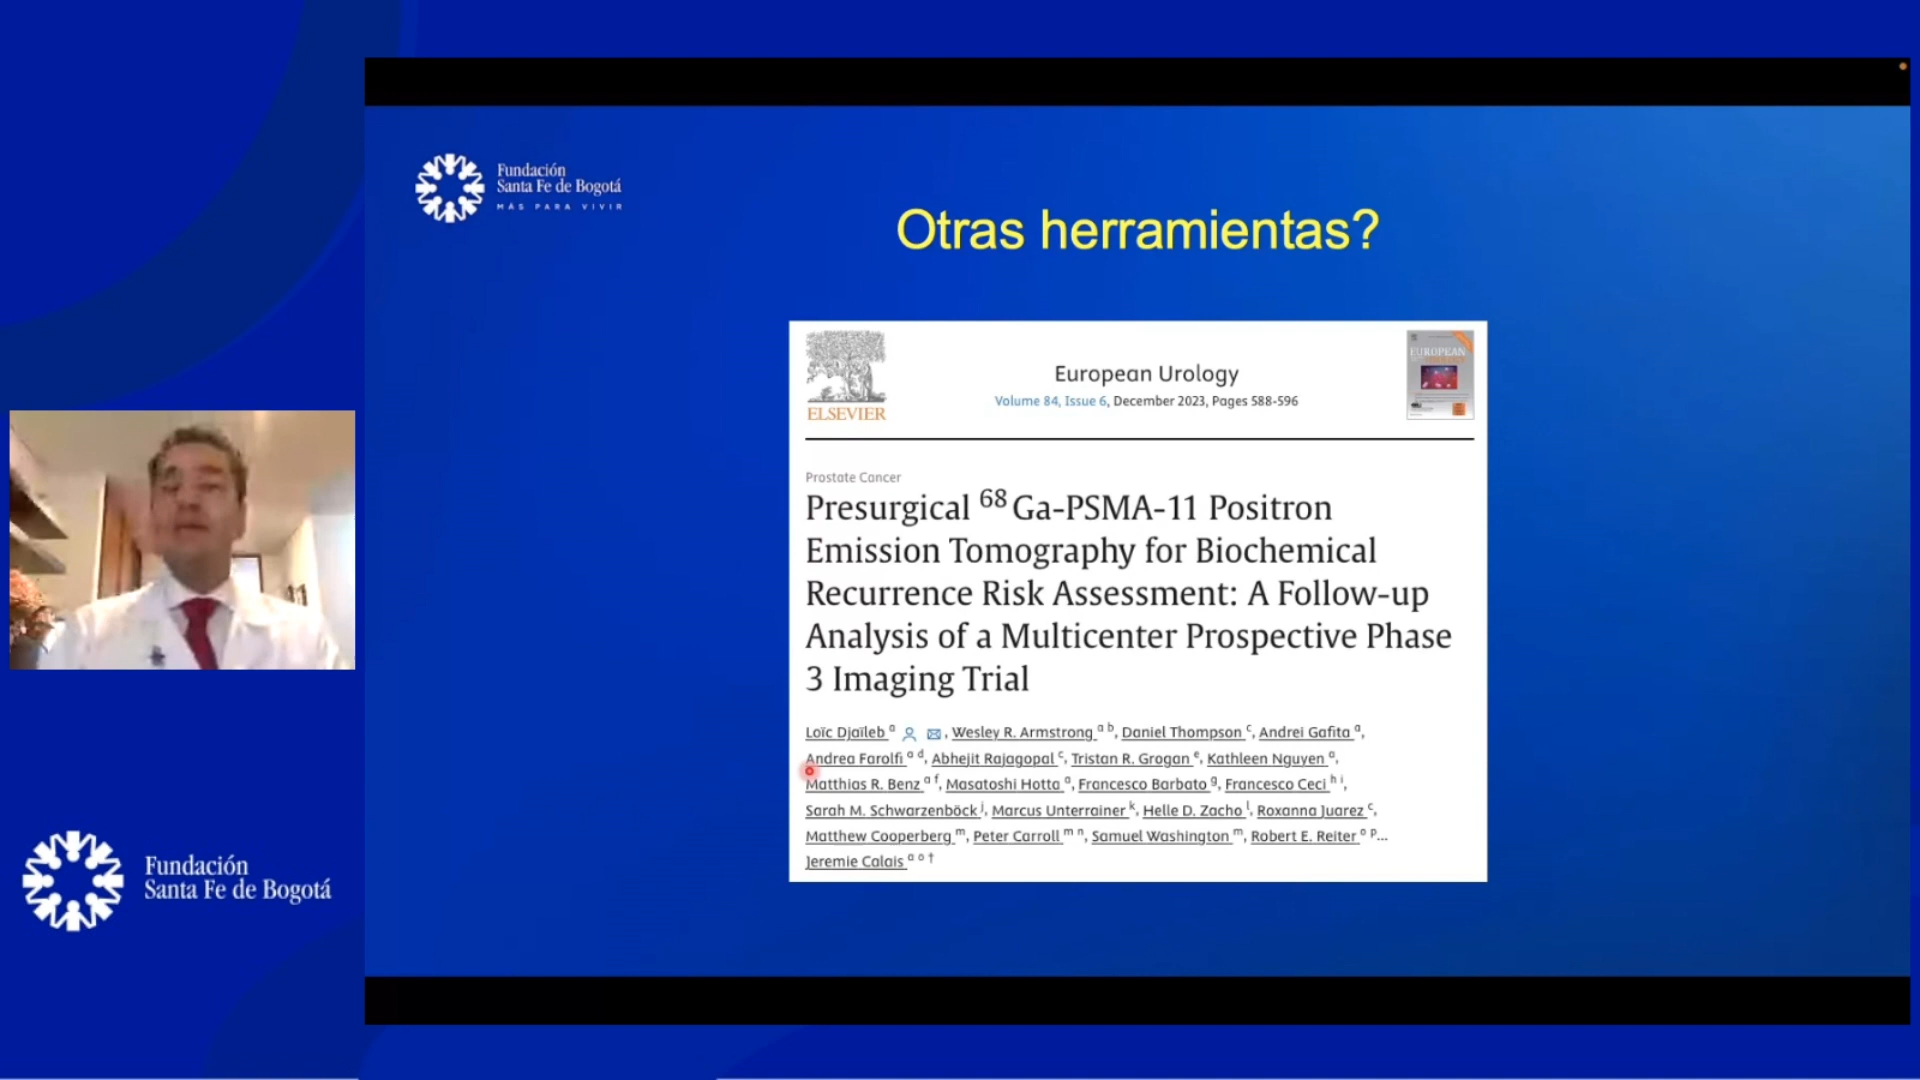 Fundación
Santa Fe de Bogotá
MÁS PARA VIVIR
Otras herramientas?
ELSEVIER
European Urology
Volume 84, Issue 6, December 2023, Pages 588-596
EUROPEAN
Prostate Cancer
Presurgical ⁶⁸Ga-PSMA-11 Positron
Emission Tomography for Biochemical
Recurrence Risk Assessment: A Follow-up
Analysis of a Multicenter Prospective Phase
3 Imaging Trial
Loïc Djaïleb ᵃ, Wesley R. Armstrong ᵃ ᵇ, Daniel Thompson ᶜ, Andrei Gafita ᵃ,
Andrea Farolfi ᵃ ᵈ, Abhejit Rajagopal ᶜ, Tristan R. Grogan ᵉ, Kathleen Nguyen ᵃ,
Matthias R. Benz ᵃ ᶠ, Masatoshi Hotta ᵃ, Francesco Barbato ᵍ, Francesco Ceci ʰ ⁱ,
Sarah M. Schwarzenböck ʲ, Marcus Unterrainer ᵏ, Helle D. Zacho ˡ, Roxanna Juarez ᶜ,
Matthew Cooperberg ᵐ, Peter Carroll ᵐ ⁿ, Samuel Washington ᵐ, Robert E. Reiter ᵒ ᵖ...
Jeremie Calais ᵃ ᵒ †
Fundación
Santa Fe de Bogotá